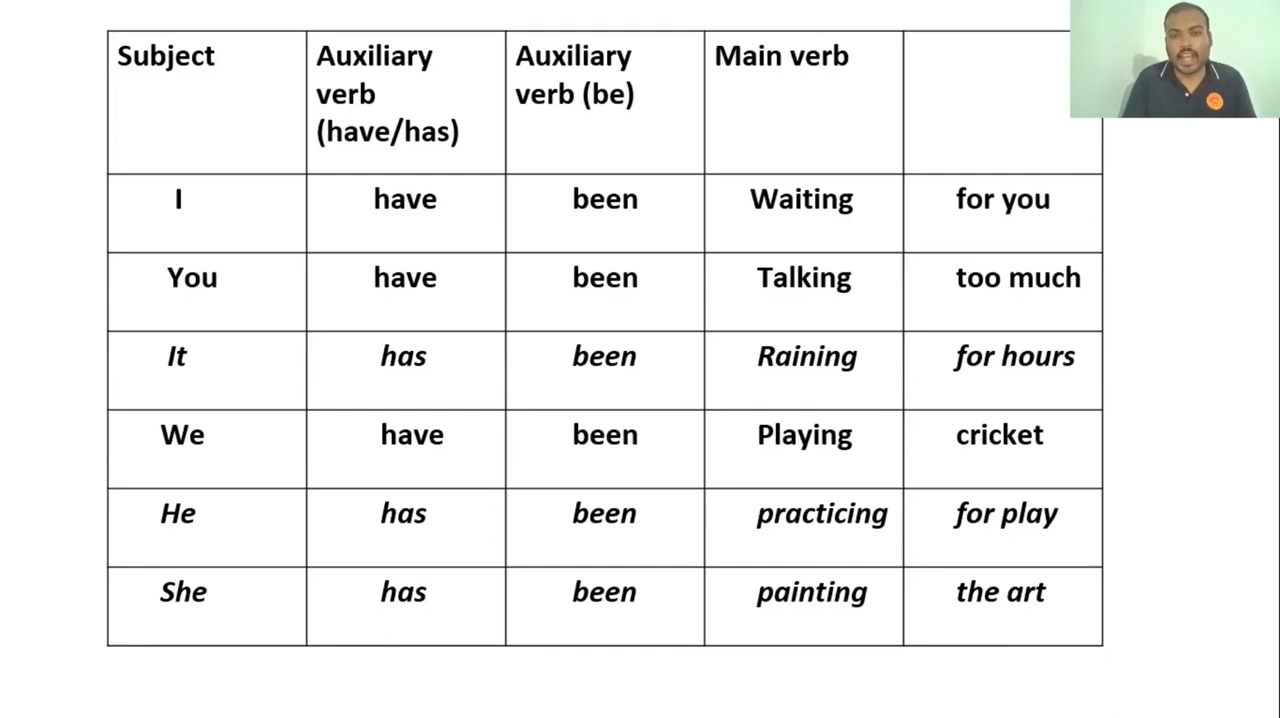 Subject Auxiliary verb (have/has) Auxiliary verb (be) Main verb
I have been Waiting for you
You have been Talking too much
It has been Raining for hours
We have been Playing cricket
He has been practicing for play
She has been painting the art